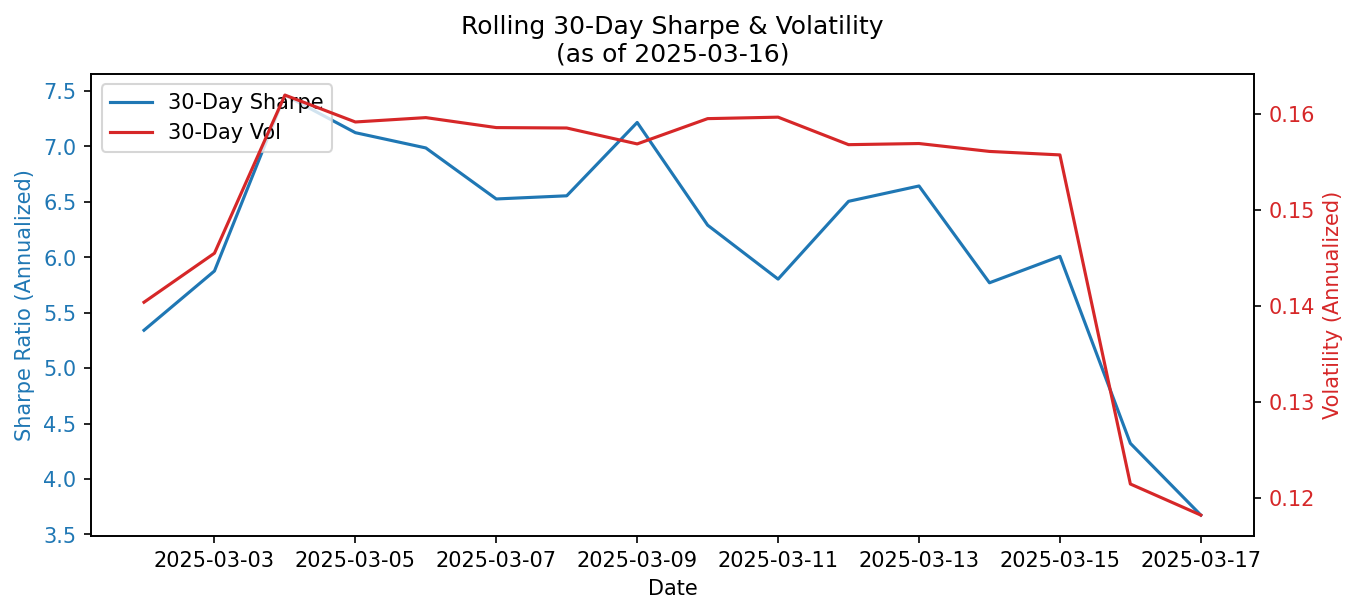 Rolling 30-Day Sharpe & Volatility
(as of 2025-03-16)
30-Day Sharpe
30-Day Vol
Sharpe Ratio (Annualized)
7.5
7.0
6.5
6.0
5.5
5.0
4.5
4.0
3.5
0.16
0.15
0.14
0.13
0.12
Volatility (Annualized)
2025-03-03 2025-03-05 2025-03-07 2025-03-09 2025-03-11 2025-03-13 2025-03-15 2025-03-17
Date